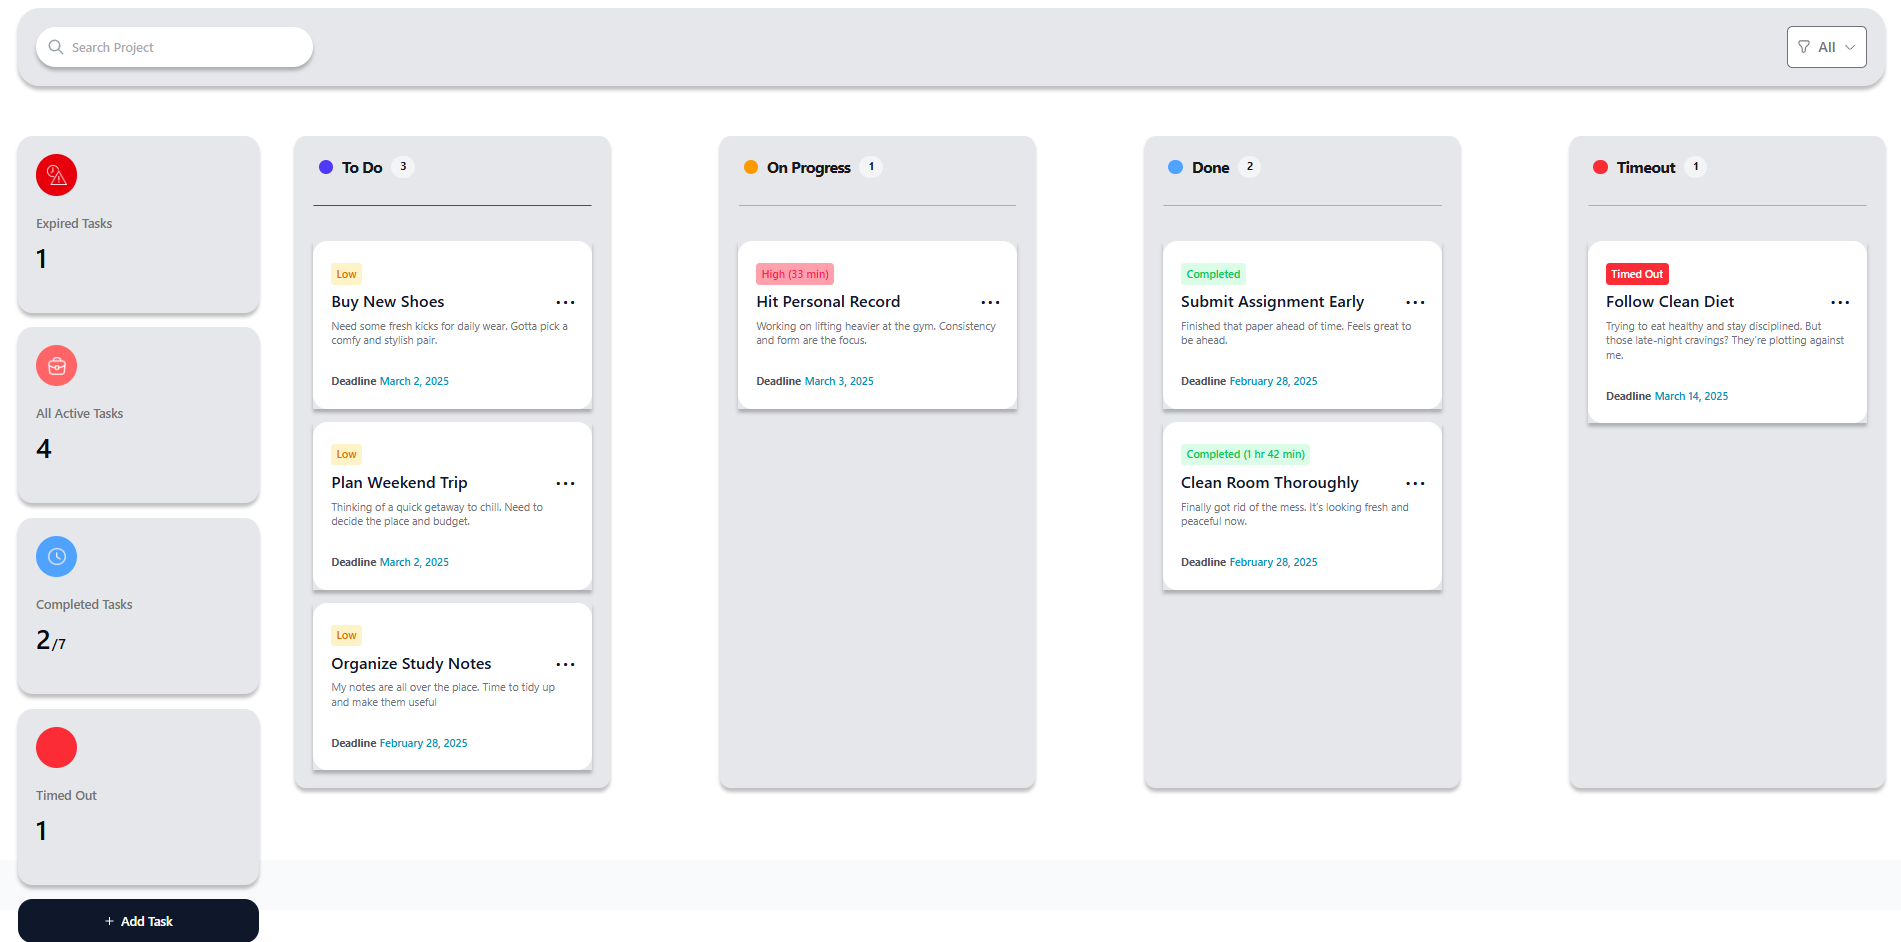 Search Project
All
Expired Tasks
1
All Active Tasks
4
Completed Tasks
2/7
Timed Out
1
+ Add Task
To Do 3
Low
Buy New Shoes
Need some fresh kicks for daily wear. Gotta pick a
comfy and stylish pair.
Deadline March 2, 2025
Low
Plan Weekend Trip
Thinking of a quick getaway to chill. Need to
decide the place and budget.
Deadline March 2, 2025
Low
Organize Study Notes
My notes are all over the place. Time to tidy up
and make them useful
Deadline February 28, 2025
On Progress 1
High (33 min)
Hit Personal Record
Working on lifting heavier at the gym. Consistency
and form are the focus.
Deadline March 3, 2025
Done 2
Completed
Submit Assignment Early
Finished that paper ahead of time. Feels great to
be ahead.
Deadline February 28, 2025
Completed (1 hr 42 min)
Clean Room Thoroughly
Finally got rid of the mess. It's looking fresh and
peaceful now.
Deadline February 28, 2025
Timeout 1
Timed Out
Follow Clean Diet
Trying to eat healthy and stay disciplined. But
those late-night cravings? They're plotting against
me.
Deadline March 14, 2025